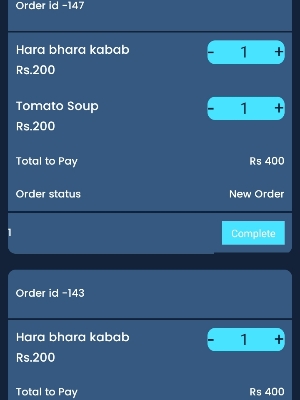 Order id -147
Hara bhara kabab - 1 +
Rs.200
Tomato Soup - 1 +
Rs.200
Total to Pay Rs 400
Order status New Order
1 Complete
Order id -143
Hara bhara kabab - 1 +
Rs.200
Total to Pay Rs 400